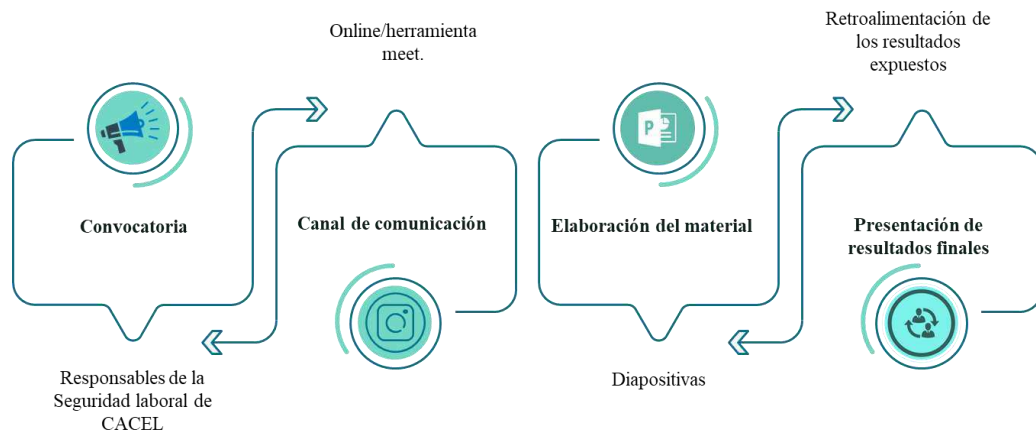 Convocatoria
Responsables de la
Seguridad laboral de
CACEL
Online/herramienta
meet.
Canal de comunicación
P
Elaboración del material
Diapositivas
Retroalimentación de
los resultados
expuestos
Presentación de
resultados finales